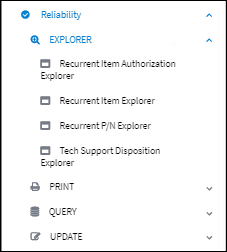 Reliability
EXPLORER
Recurrent Item Authorization
Explorer
Recurrent Item Explorer
Recurrent P/N Explorer
Tech Support Disposition
Explorer
PRINT
QUERY
UPDATE